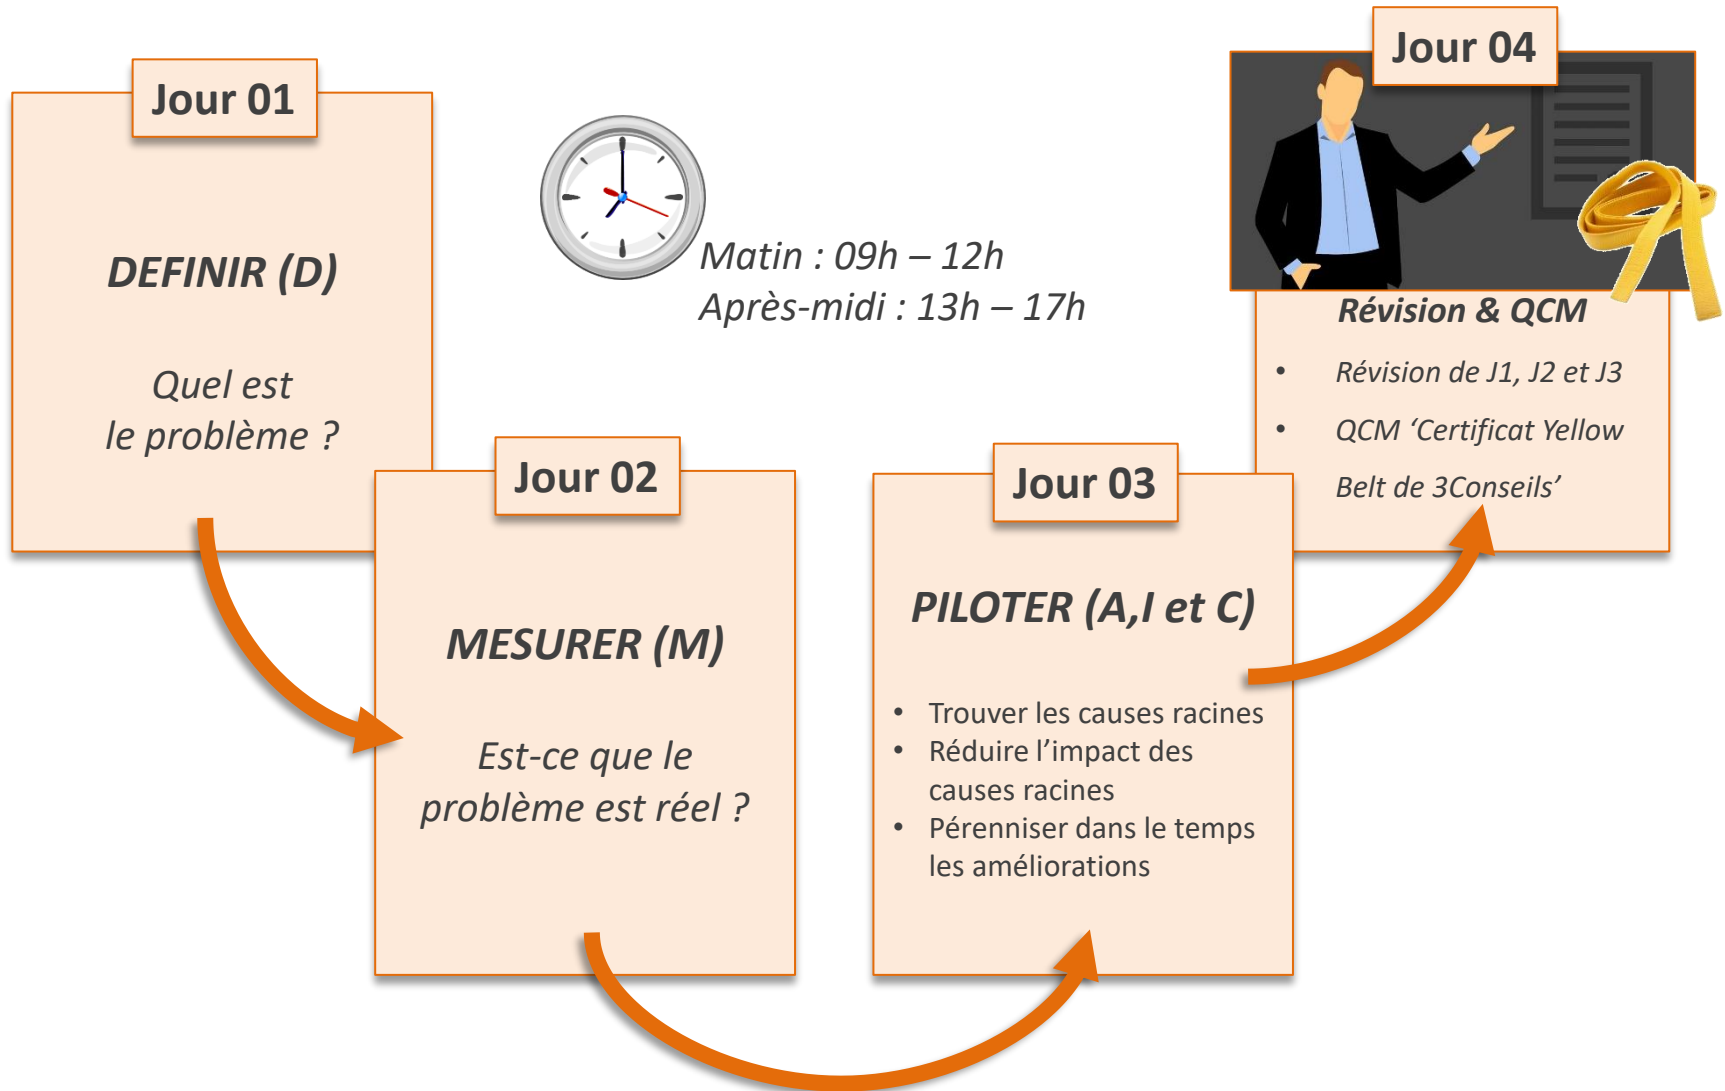 Jour 01
DEFINIR (D)
Quel est
le problème ?
Matin : 09h – 12h
Après-midi : 13h – 17h
Jour 02
MESURER (M)
Est-ce que le
problème est réel ?
Jour 03
PILOTER (A,I et C)
• Trouver les causes racines
• Réduire l’impact des
causes racines
• Pérenniser dans le temps
les améliorations
Jour 04
Révision & QCM
• Révision de J1, J2 et J3
• QCM ‘Certificat Yellow
Belt de 3Conseils’